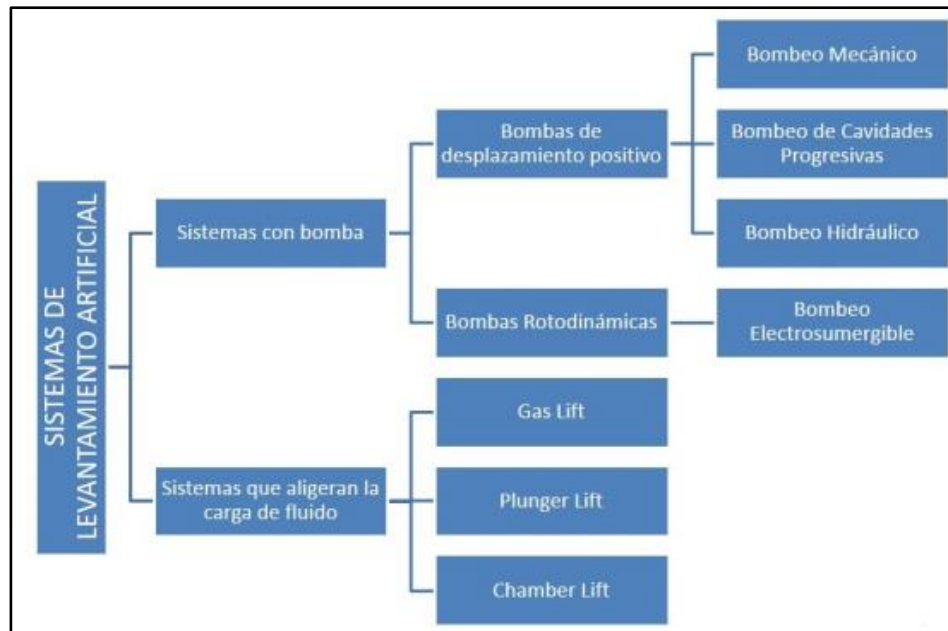 SISTEMAS DE
LEVANTAMIENTO ARTIFICIAL
Sistemas con bomba
Bombas de
desplazamiento positivo
Bombeo Mecánico
Bombeo de Cavidades
Progresivas
Bombeo Hidráulico
Bombas Rotodinámicas
Bombeo
Electrosumergible
Sistemas que aligeran la
carga de fluido
Gas Lift
Plunger Lift
Chamber Lift